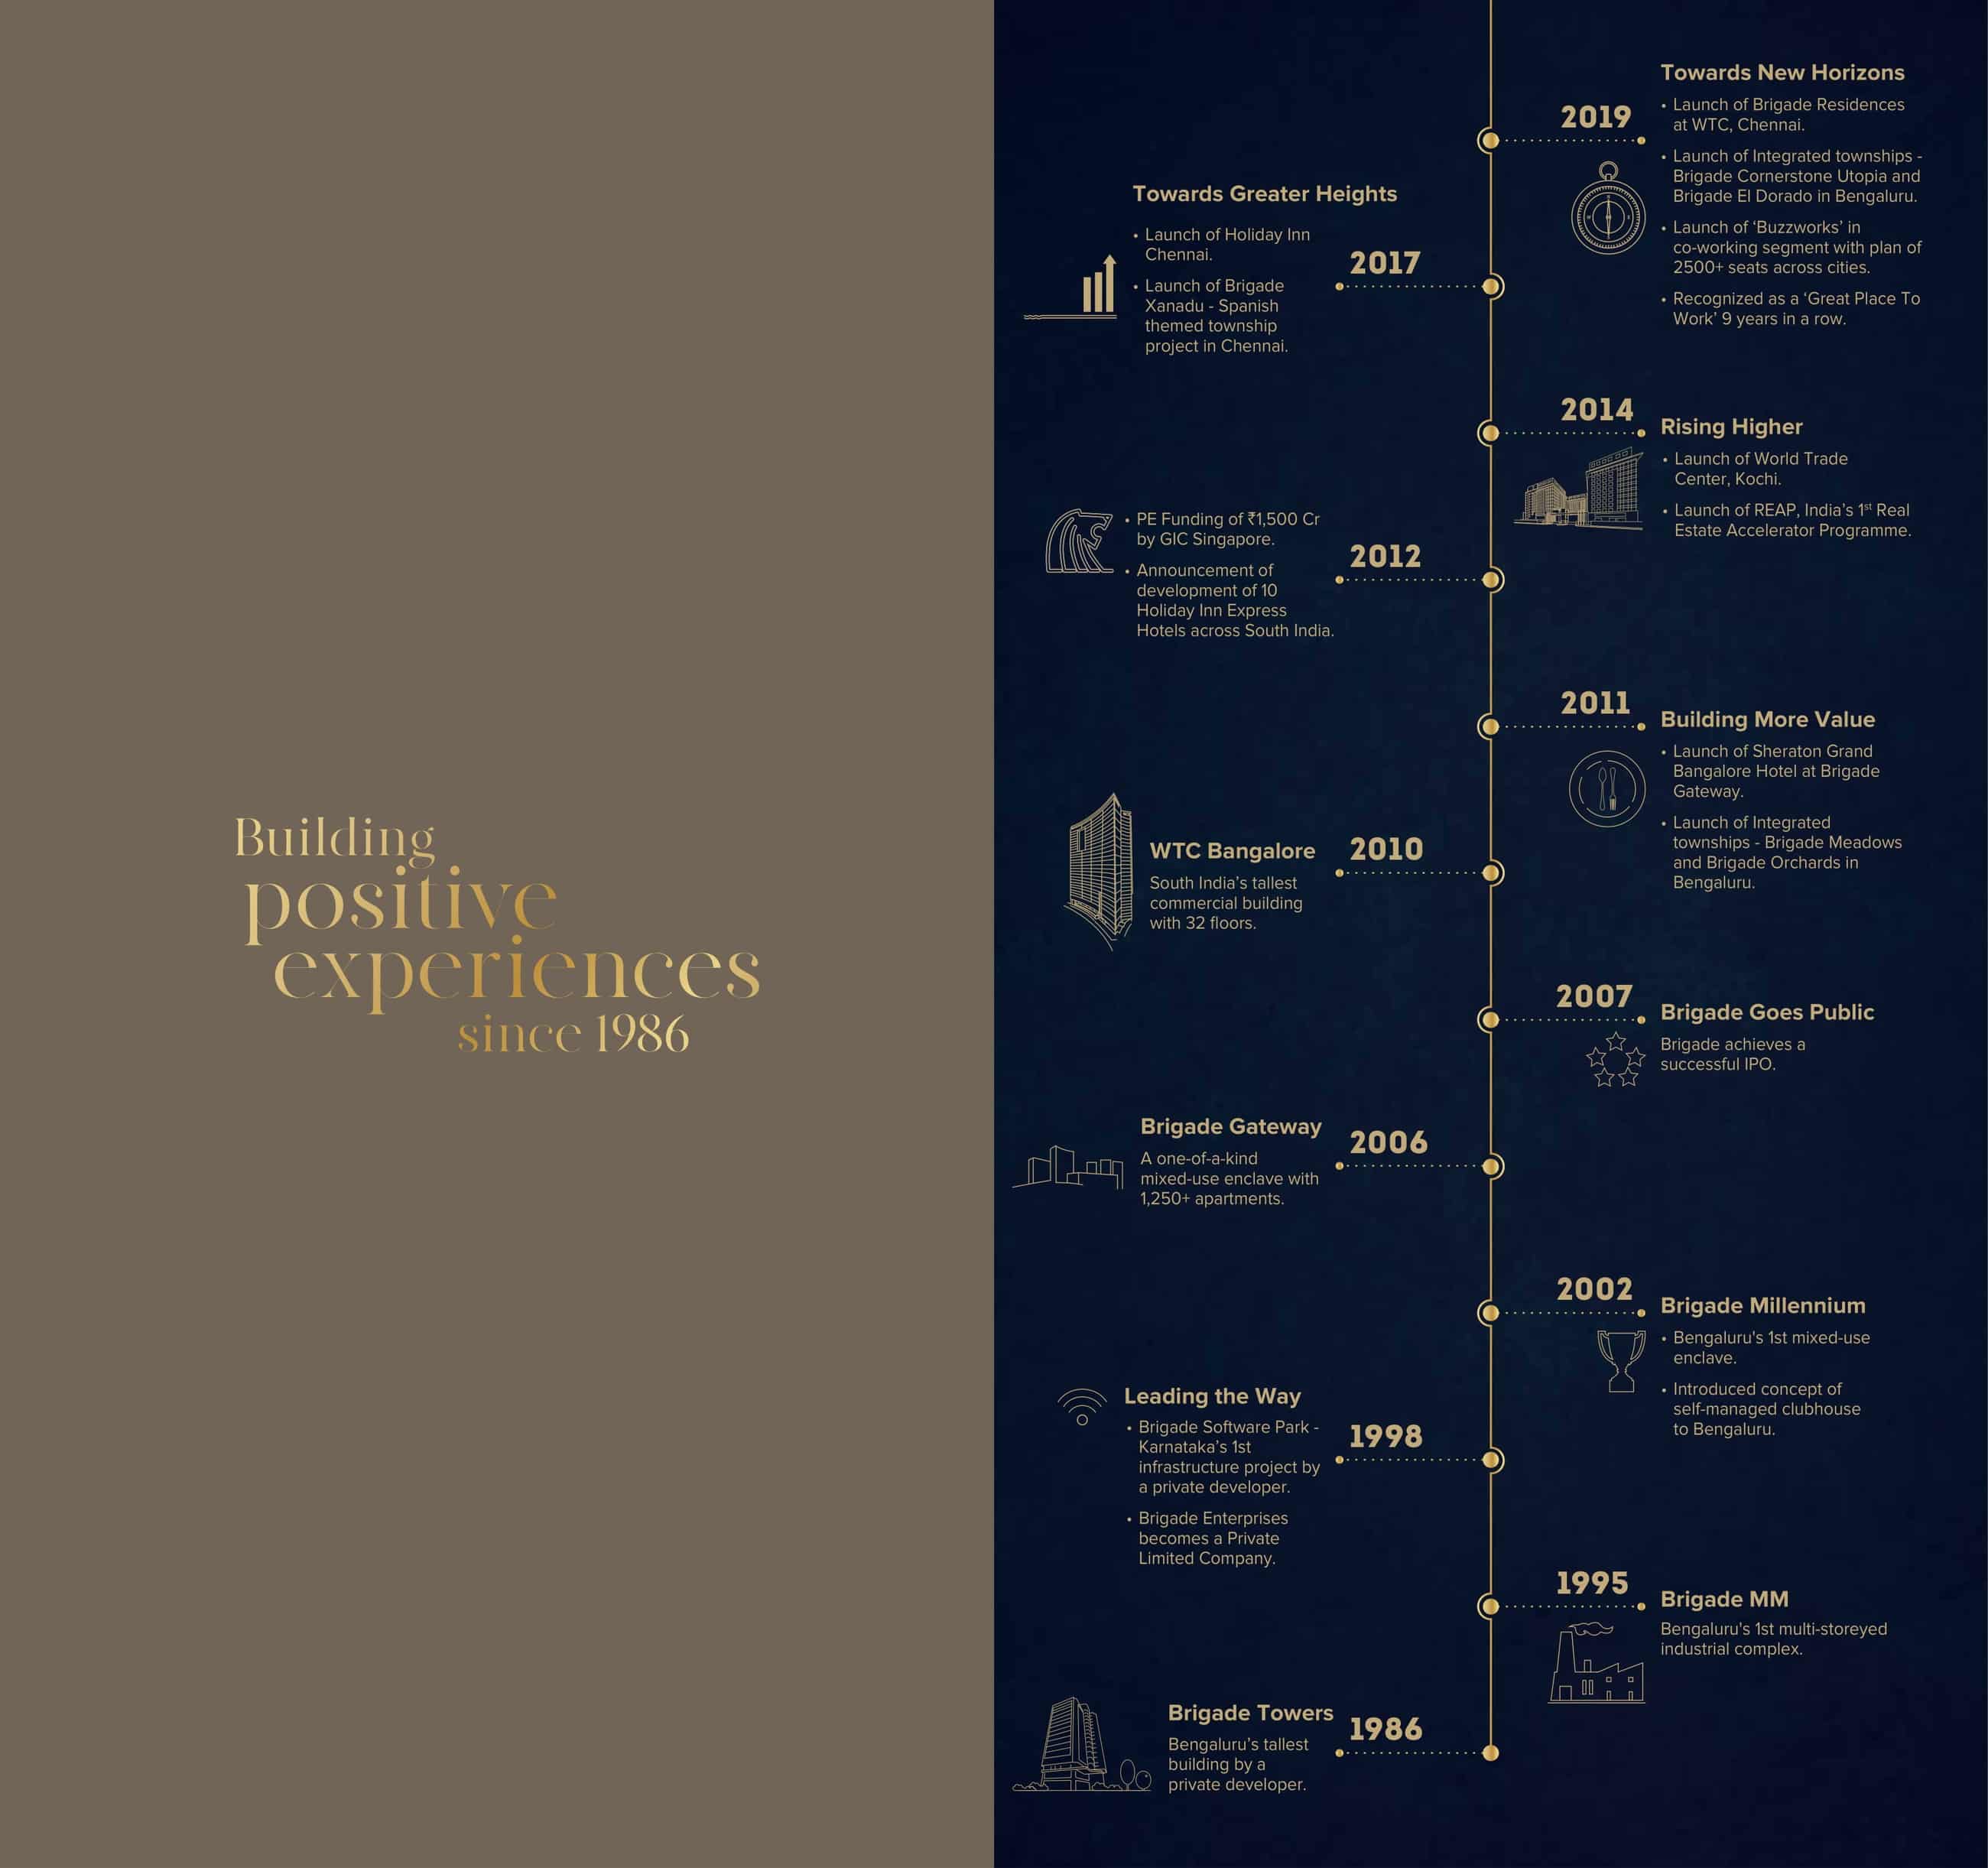 Building
positive
experiences
since 1986
Towards New Horizons
2019
• Launch of Brigade Residences
at WTC, Chennai.
• Launch of Integrated townships -
Brigade Cornerstone Utopia and
Brigade El Dorado in Bengaluru.
• Launch of ‘Buzzworks’ in
co-working segment with plan of
2500+ seats across cities.
• Recognized as a ‘Great Place To
Work’ 9 years in a row.
Towards Greater Heights
2017
• Launch of Holiday Inn
Chennai.
• Launch of Brigade
Xanadu - Spanish
themed township
project in Chennai.
2014
Rising Higher
• Launch of World Trade
Center, Kochi.
• Launch of REAP, India’s 1st Real
Estate Accelerator Programme.
2012
• PE Funding of ₹1,500 Cr
by GIC Singapore.
• Announcement of
development of 10
Holiday Inn Express
Hotels across South India.
2011
Building More Value
• Launch of Sheraton Grand
Bangalore Hotel at Brigade
Gateway.
• Launch of Integrated
townships - Brigade Meadows
and Brigade Orchards in
Bengaluru.
WTC Bangalore
2010
South India’s tallest
commercial building
with 32 floors.
2007
Brigade Goes Public
Brigade achieves a
successful IPO.
Brigade Gateway
2006
A one-of-a-kind
mixed-use enclave with
1,250+ apartments.
2002
Brigade Millennium
• Bengaluru's 1st mixed-use
enclave.
• Introduced concept of
self-managed clubhouse
to Bengaluru.
Leading the Way
1998
• Brigade Software Park -
Karnataka’s 1st
infrastructure project by
a private developer.
• Brigade Enterprises
becomes a Private
Limited Company.
1995
Brigade MM
Bengaluru's 1st multi-storeyed
industrial complex.
Brigade Towers
1986
Bengaluru’s tallest
building by a
private developer.